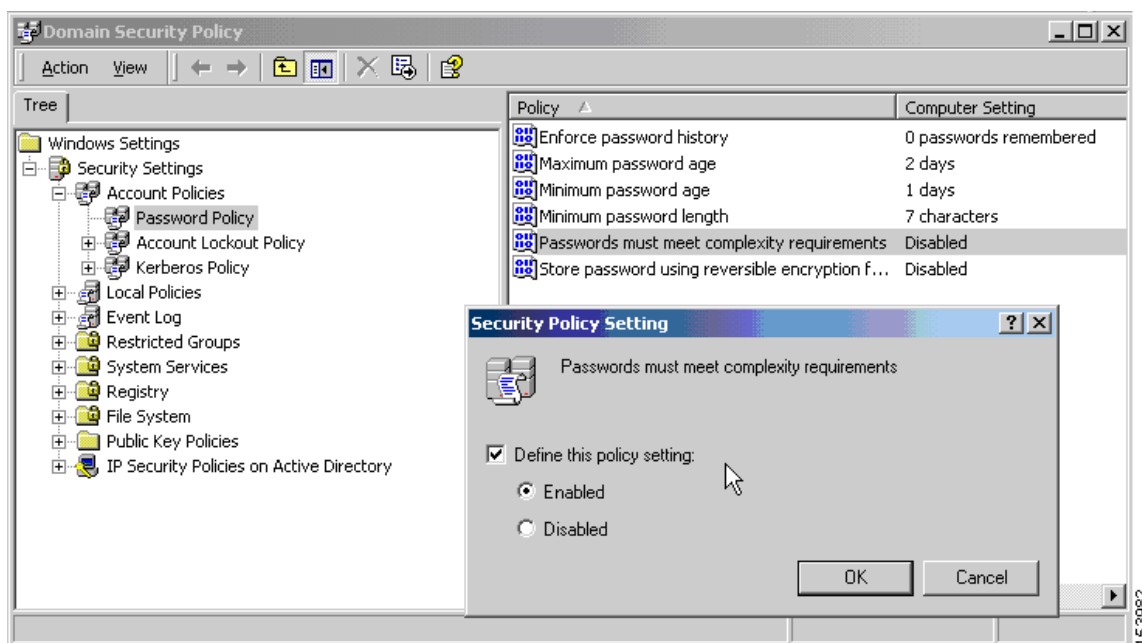 Domain Security Policy
Action View
Tree
Policy Computer Setting
Windows Settings
Security Settings
Account Policies
Password Policy
Account Lockout Policy
Kerberos Policy
Local Policies
Event Log
Restricted Groups
System Services
Registry
File System
Public Key Policies
IP Security Policies on Active Directory
Enforce password history 0 passwords remembered
Maximum password age 2 days
Minimum password age 1 days
Minimum password length 7 characters
Passwords must meet complexity requirements Disabled
Store password using reversible encryption f... Disabled
Security Policy Setting
Passwords must meet complexity requirements
Define this policy setting:
Enabled
Disabled
OK Cancel